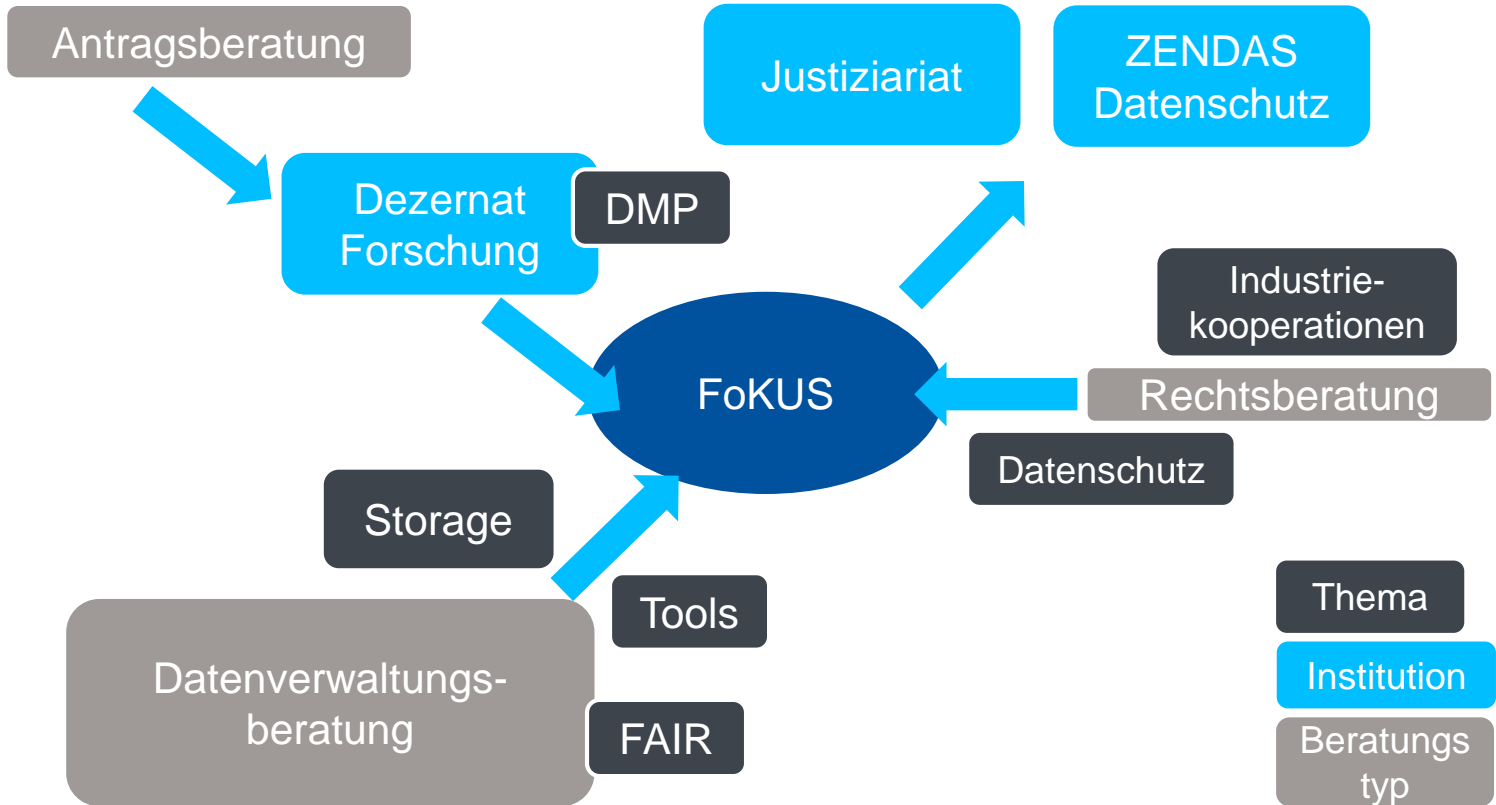 Antragsberatung
Justiziariat
ZENDAS
Datenschutz
Dezernat
Forschung
DMP
Industrie-
kooperationen
FoKUS
Rechtsberatung
Datenschutz
Storage
Tools
Datenverwaltungs-
beratung
FAIR
Thema
Institution
Beratungs
typ